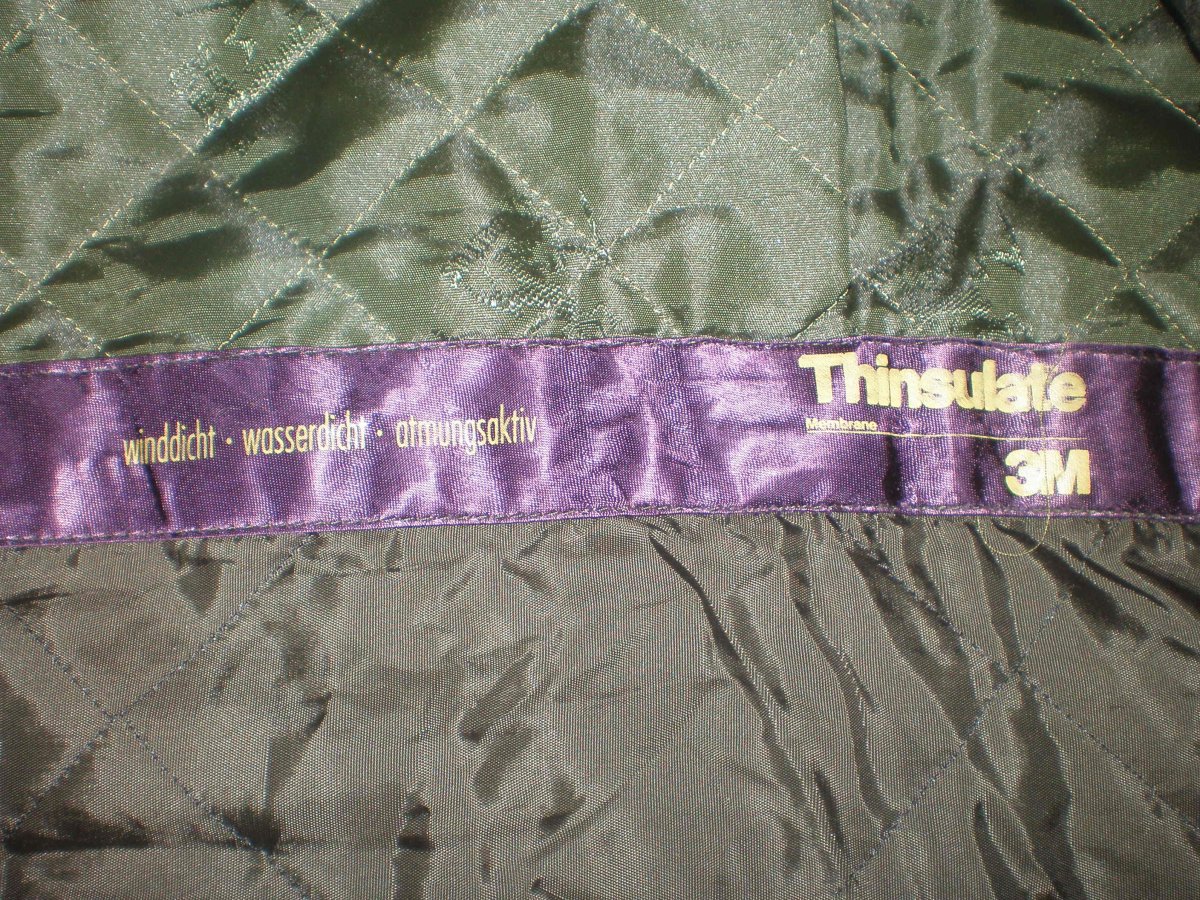 winddicht · wasserdicht · atmungsaktiv
Thinsulate
Membrane
3M